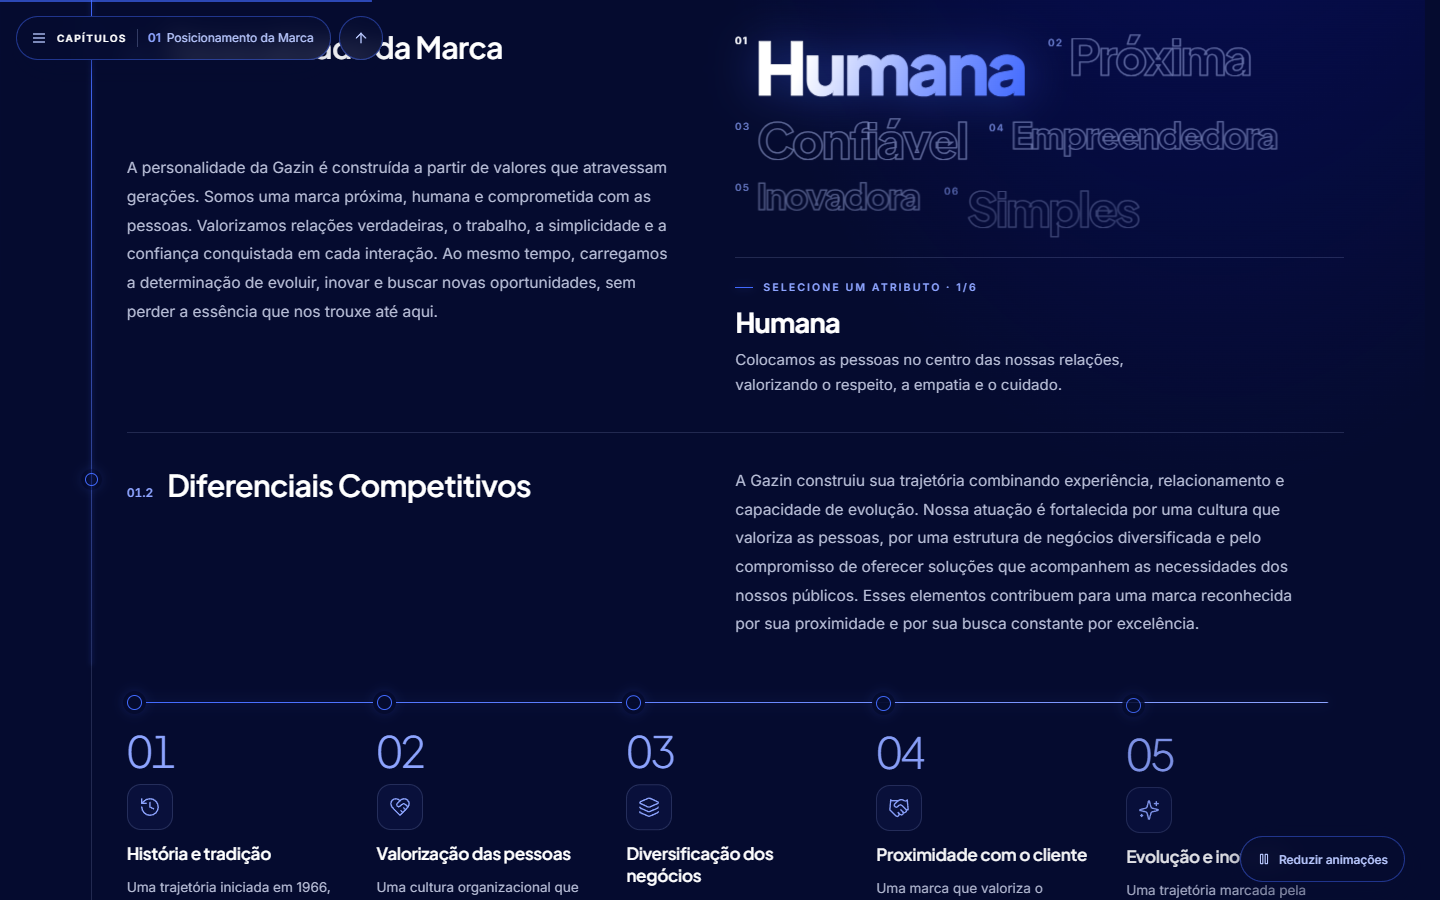 CAPÍTULOS 01 Posicionamento da Marca
da Marca
01 Humana 02 Próxima
03 Confiável 04 Empreendedora
05 Inovadora 06 Simples
A personalidade da Gazin é construída a partir de valores que atravessam
gerações. Somos uma marca próxima, humana e comprometida com as
pessoas. Valorizamos relações verdadeiras, o trabalho, a simplicidade e a
confiança conquistada em cada interação. Ao mesmo tempo, carregamos
a determinação de evoluir, inovar e buscar novas oportunidades, sem
perder a essência que nos trouxe até aqui.
SELECIONE UM ATRIBUTO · 1/6
Humana
Colocamos as pessoas no centro das nossas relações,
valorizando o respeito, a empatia e o cuidado.
01.2 Diferenciais Competitivos
A Gazin construiu sua trajetória combinando experiência, relacionamento e
capacidade de evolução. Nossa atuação é fortalecida por uma cultura que
valoriza as pessoas, por uma estrutura de negócios diversificada e pelo
compromisso de oferecer soluções que acompanhem as necessidades dos
nossos públicos. Esses elementos contribuem para uma marca reconhecida
por sua proximidade e por sua busca constante por excelência.
01
História e tradição
Uma trajetória iniciada em 1966,
02
Valorização das pessoas
Uma cultura organizacional que
03
Diversificação dos
negócios
04
Proximidade com o cliente
Uma marca que valoriza o
05
Evolução e
Uma trajetória marcada pela
Reduzir animações